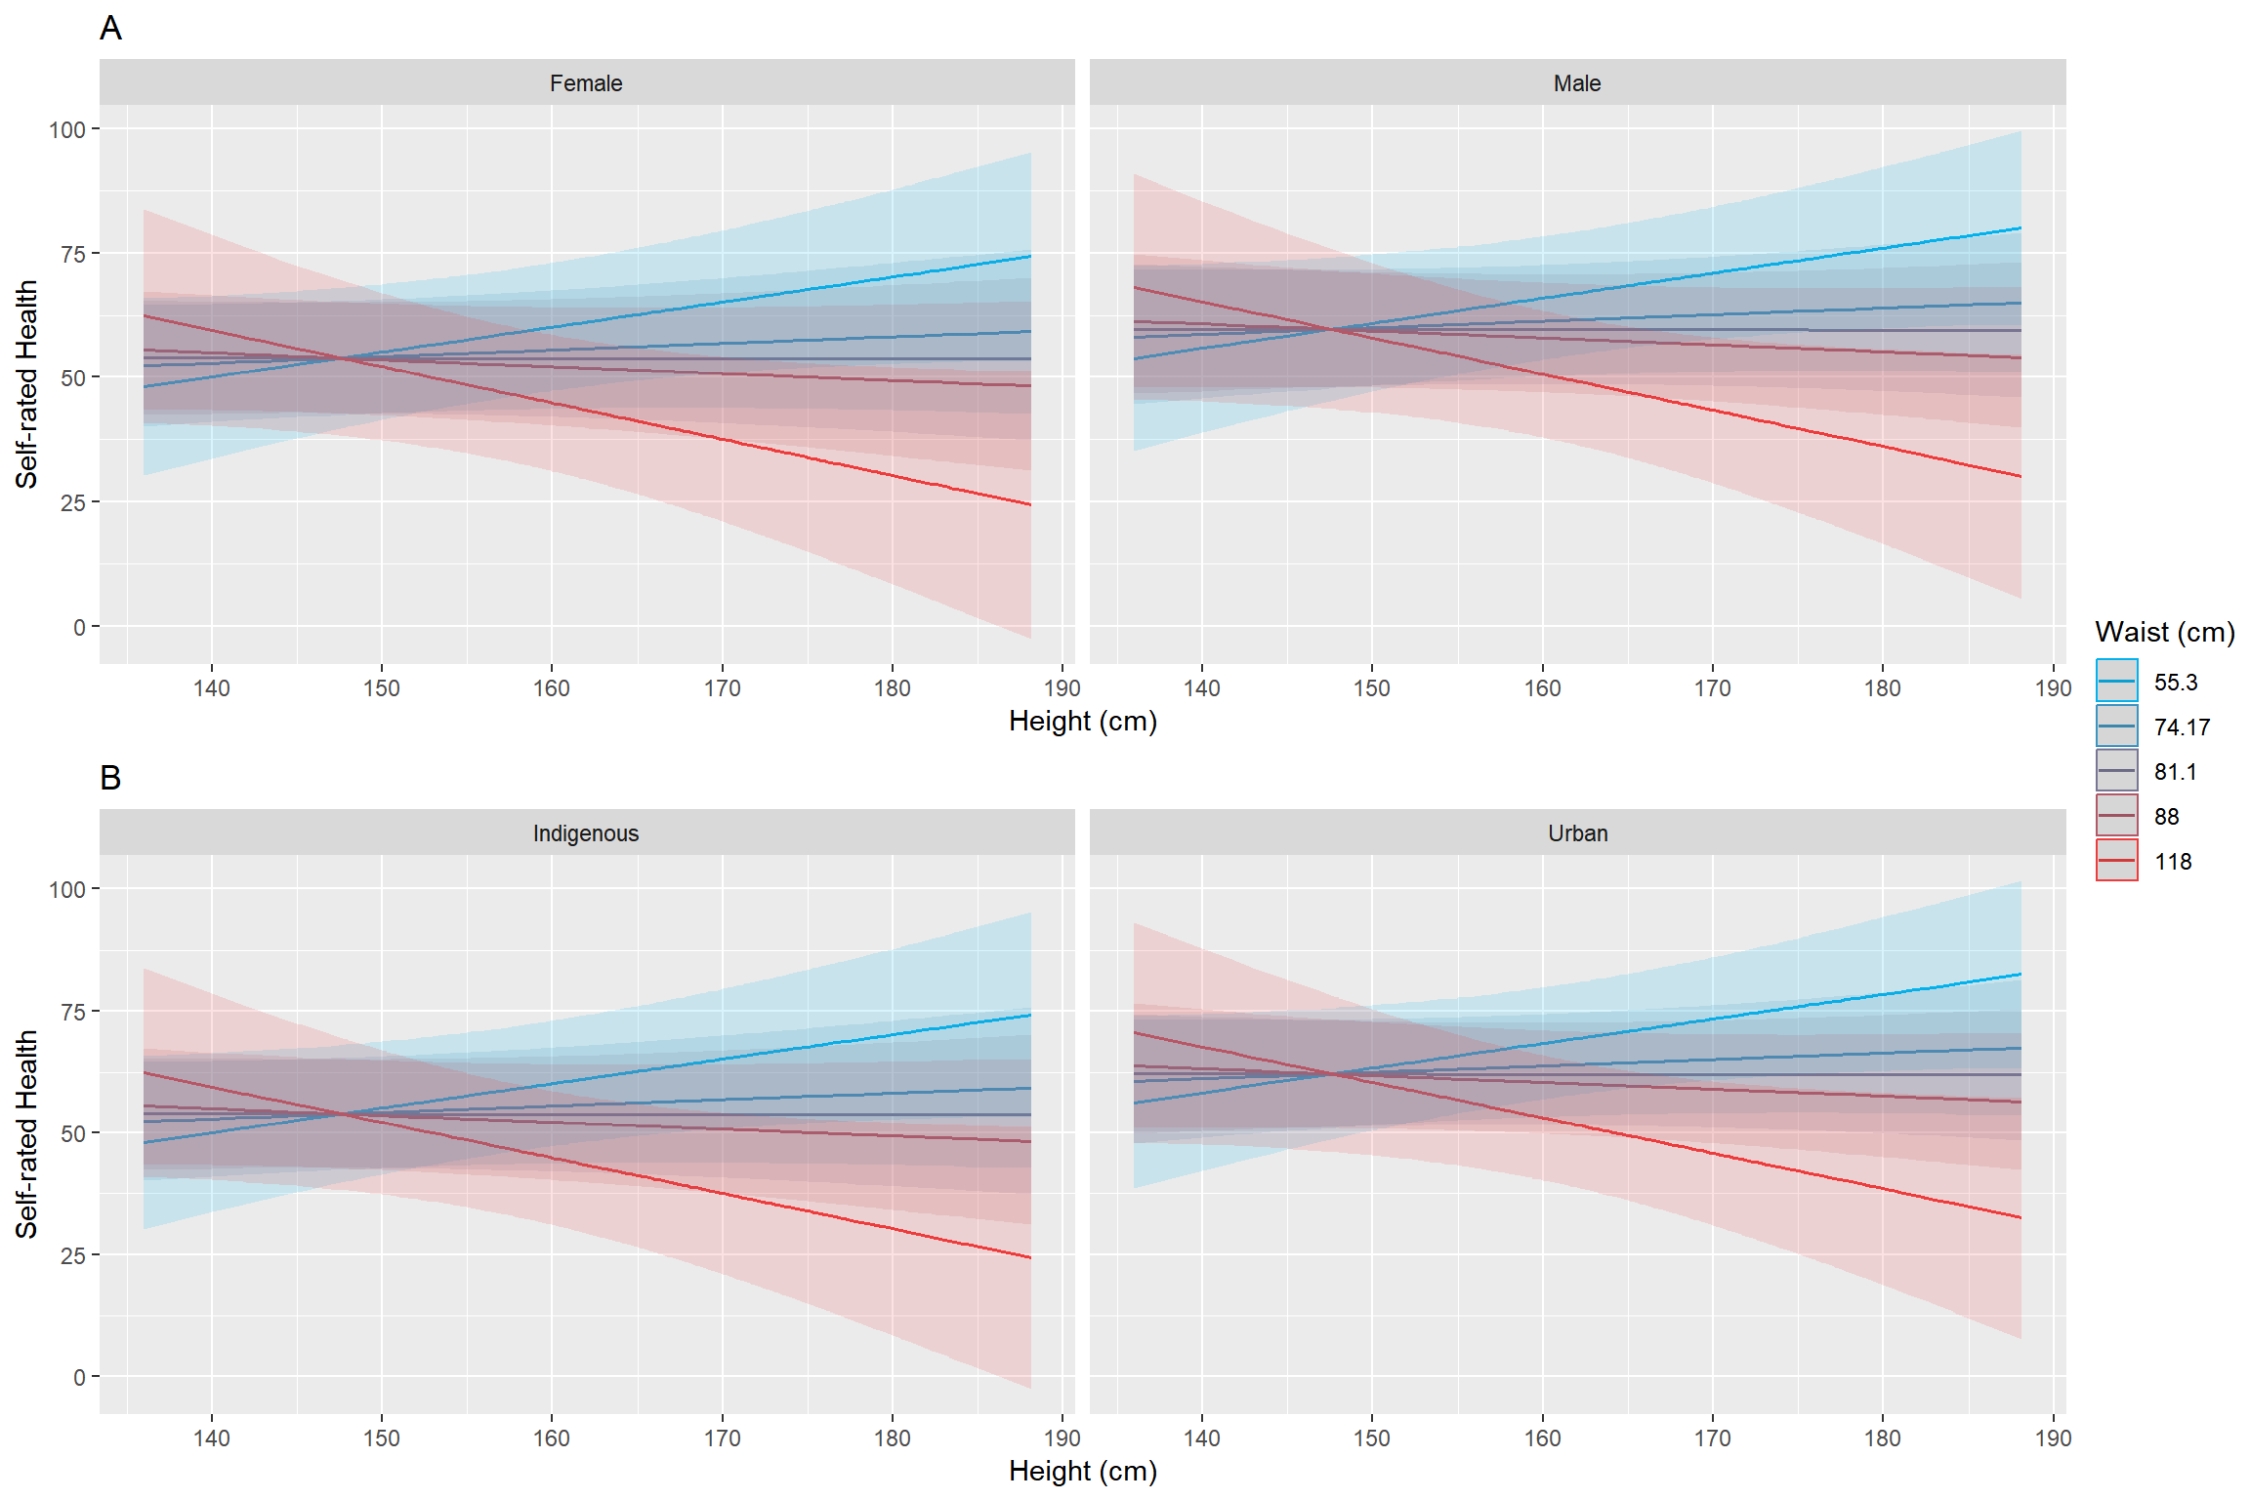 A
Female
Male
100
75
50
25
0
Self-rated Health
140 150 160 170 180 190
140 150 160 170 180 190
Height (cm)
B
Indigenous
Urban
100
75
50
25
0
Self-rated Health
140 150 160 170 180 190
140 150 160 170 180 190
Height (cm)
Waist (cm)
55.3
74.17
81.1
88
118